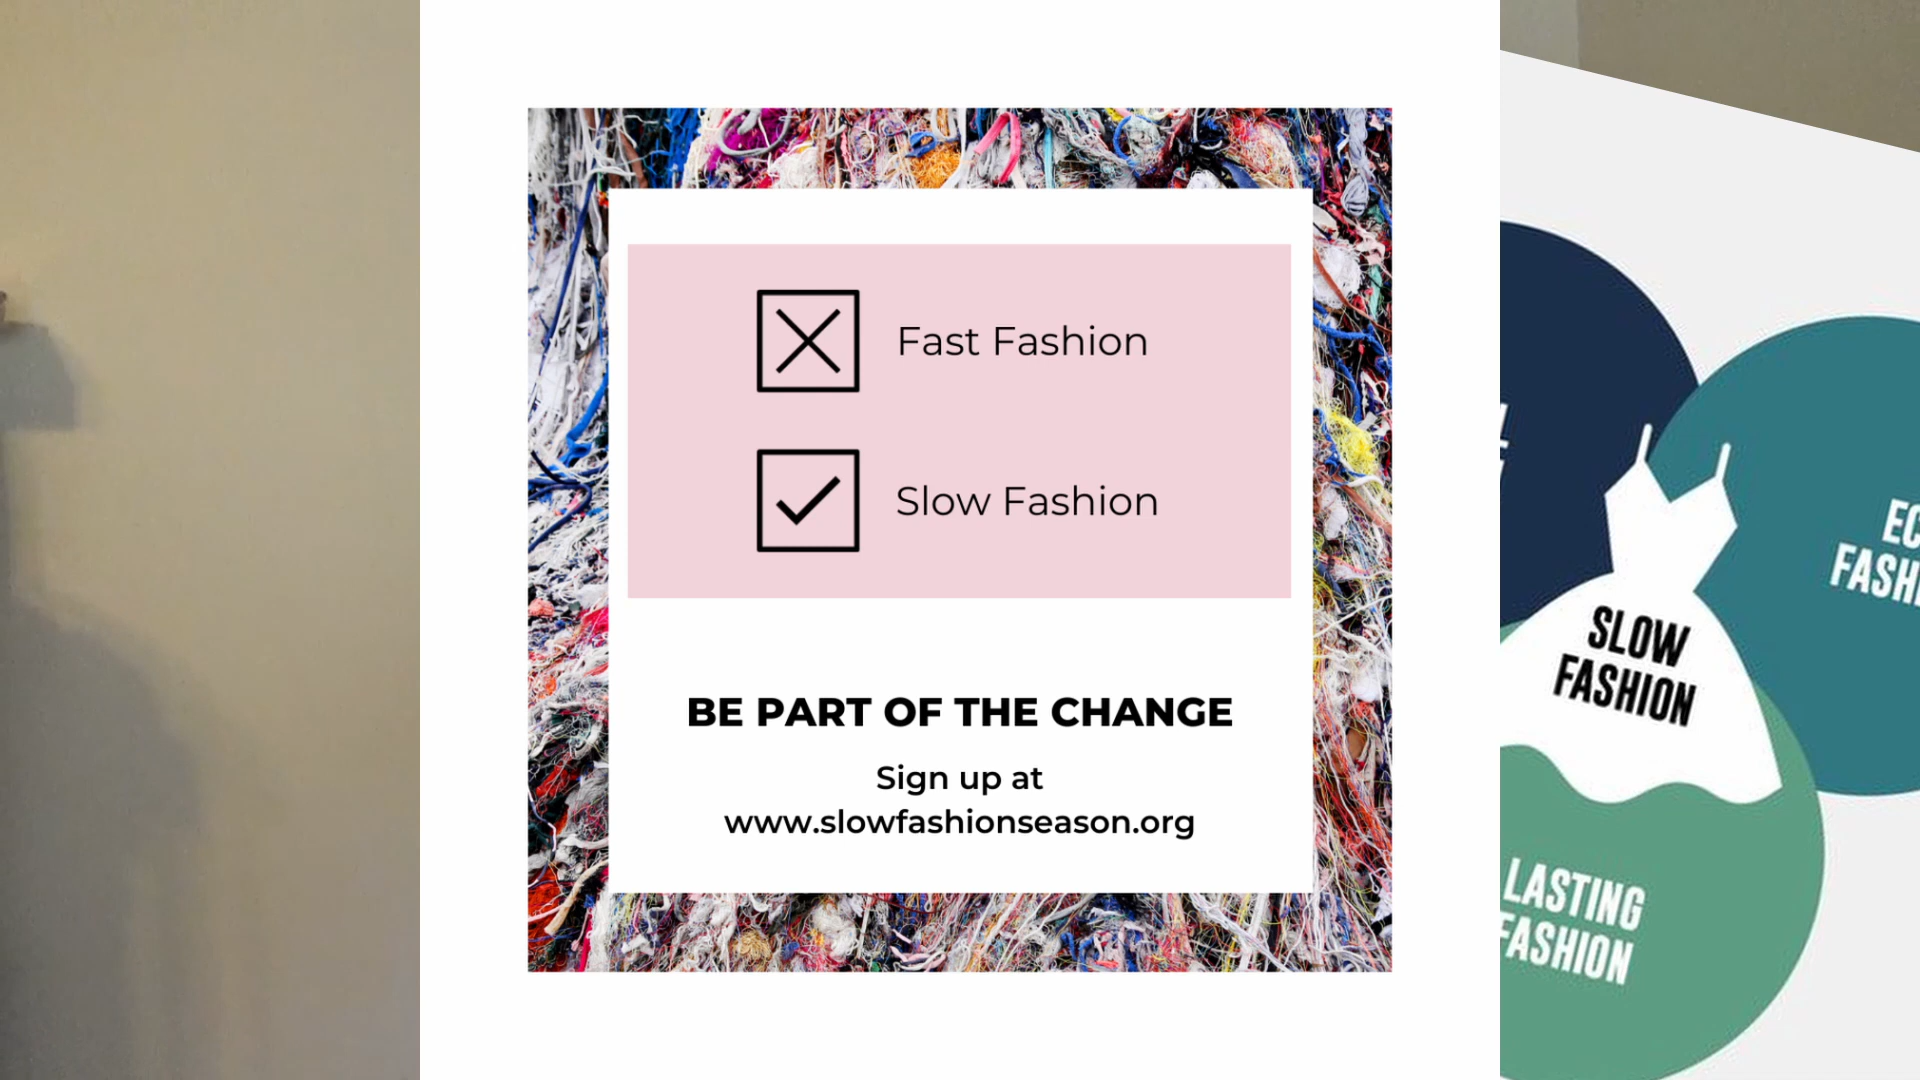 Fast Fashion
Slow Fashion
BE PART OF THE CHANGE
Sign up at
www.slowfashionseason.org
SLOW
FASHION
LASTING
FASHION